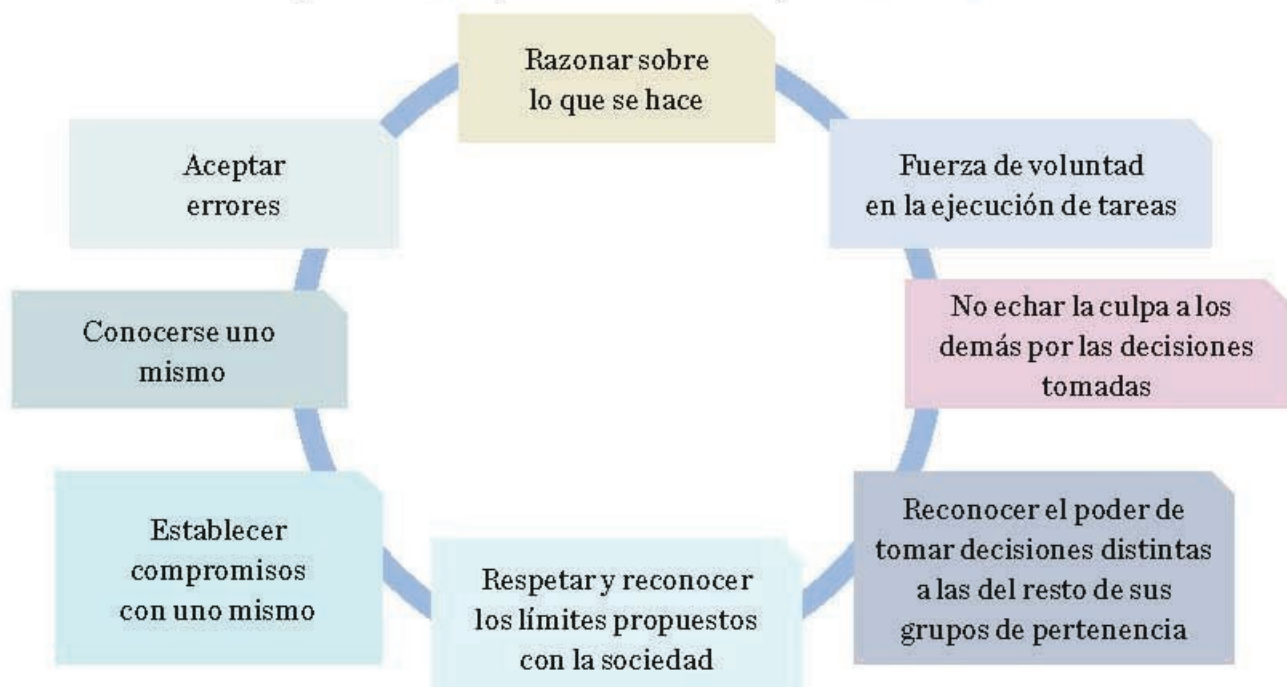 Razonar sobre
lo que se hace
Fuerza de voluntad
en la ejecución de tareas
No echar la culpa a los
demás por las decisiones
tomadas
Reconocer el poder de
tomar decisiones distintas
a las del resto de sus
grupos de pertenencia
Respetar y reconocer
los límites propuestos
con la sociedad
Establecer
compromisos
con uno mismo
Conocerse uno
mismo
Aceptar
errores